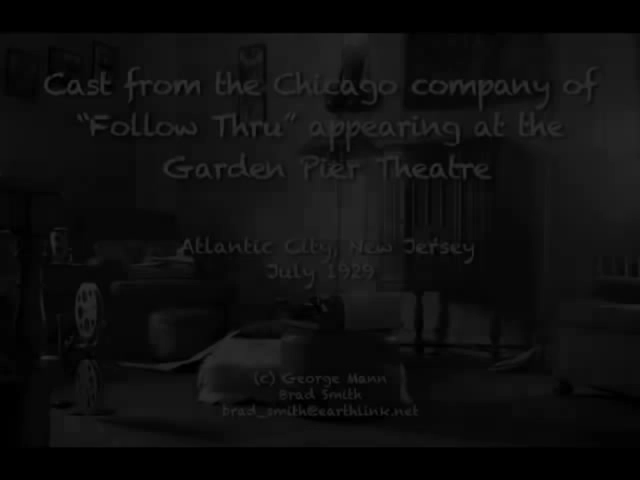 Cast from the Chicago company of
"Follow Thru" appearing at the
Garden Pier Theatre
Atlantic City, New Jersey
July 1929
(c) George Mann
Brad Smith
brad_smith@earthlink.net